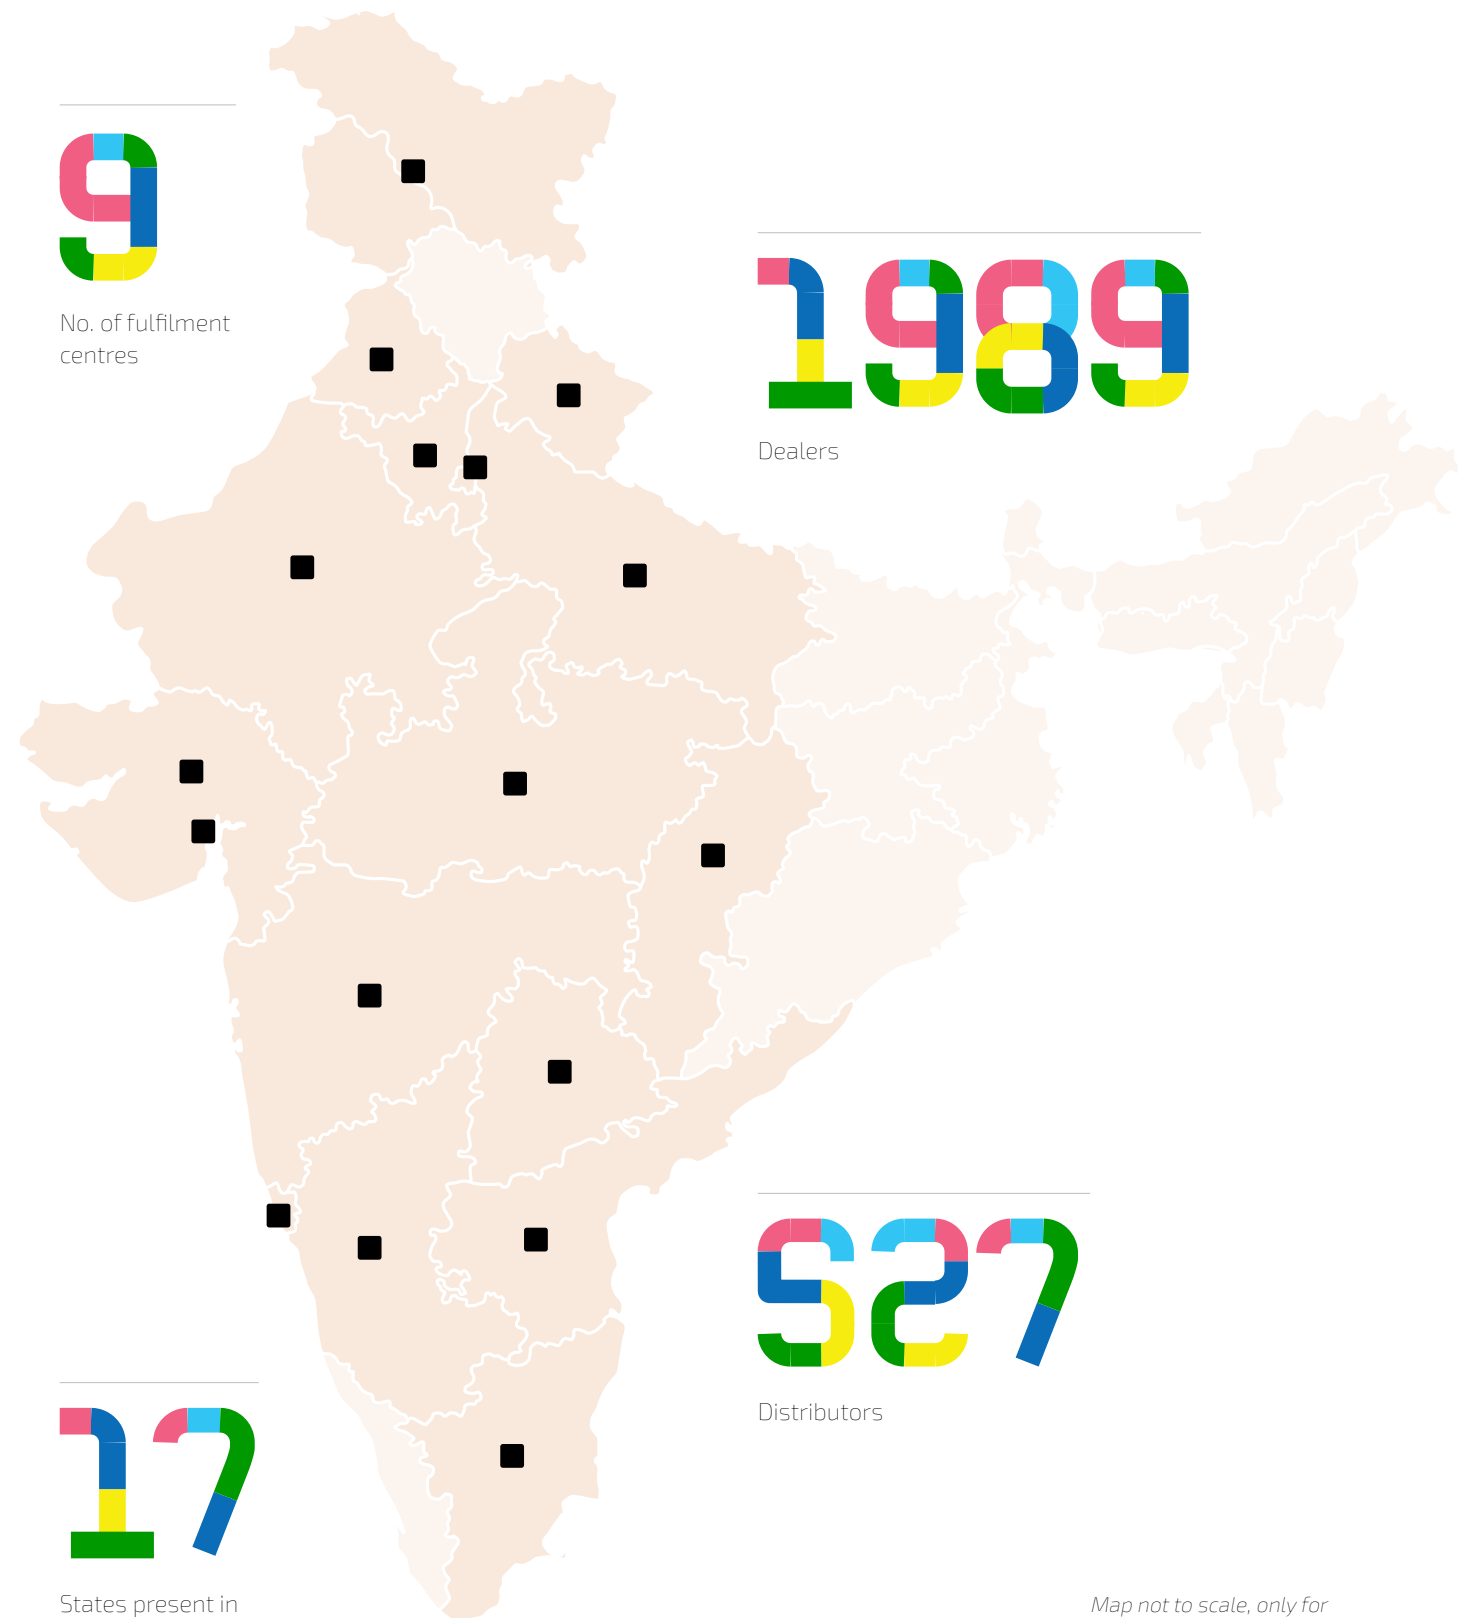 9
No. of fulfilment
centres
1989
Dealers
527
Distributors
17
States present in
Map not to scale, only for